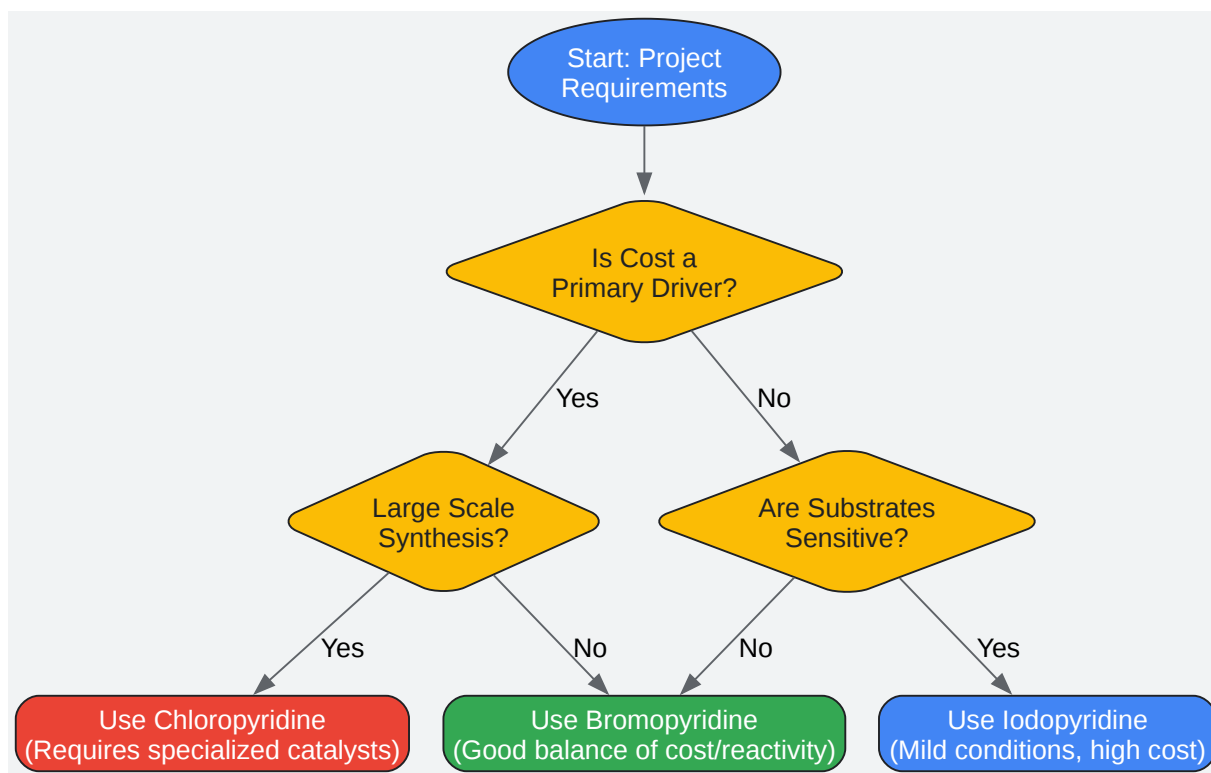 Start: Project
Requirements
Is Cost a
Primary Driver?
Yes
No
Large Scale
Synthesis?
Are Substrates
Sensitive?
Yes
No
No
Yes
Use Chloropyridine
(Requires specialized catalysts)
Use Bromopyridine
(Good balance of cost/reactivity)
Use Iodopyridine
(Mild conditions, high cost)